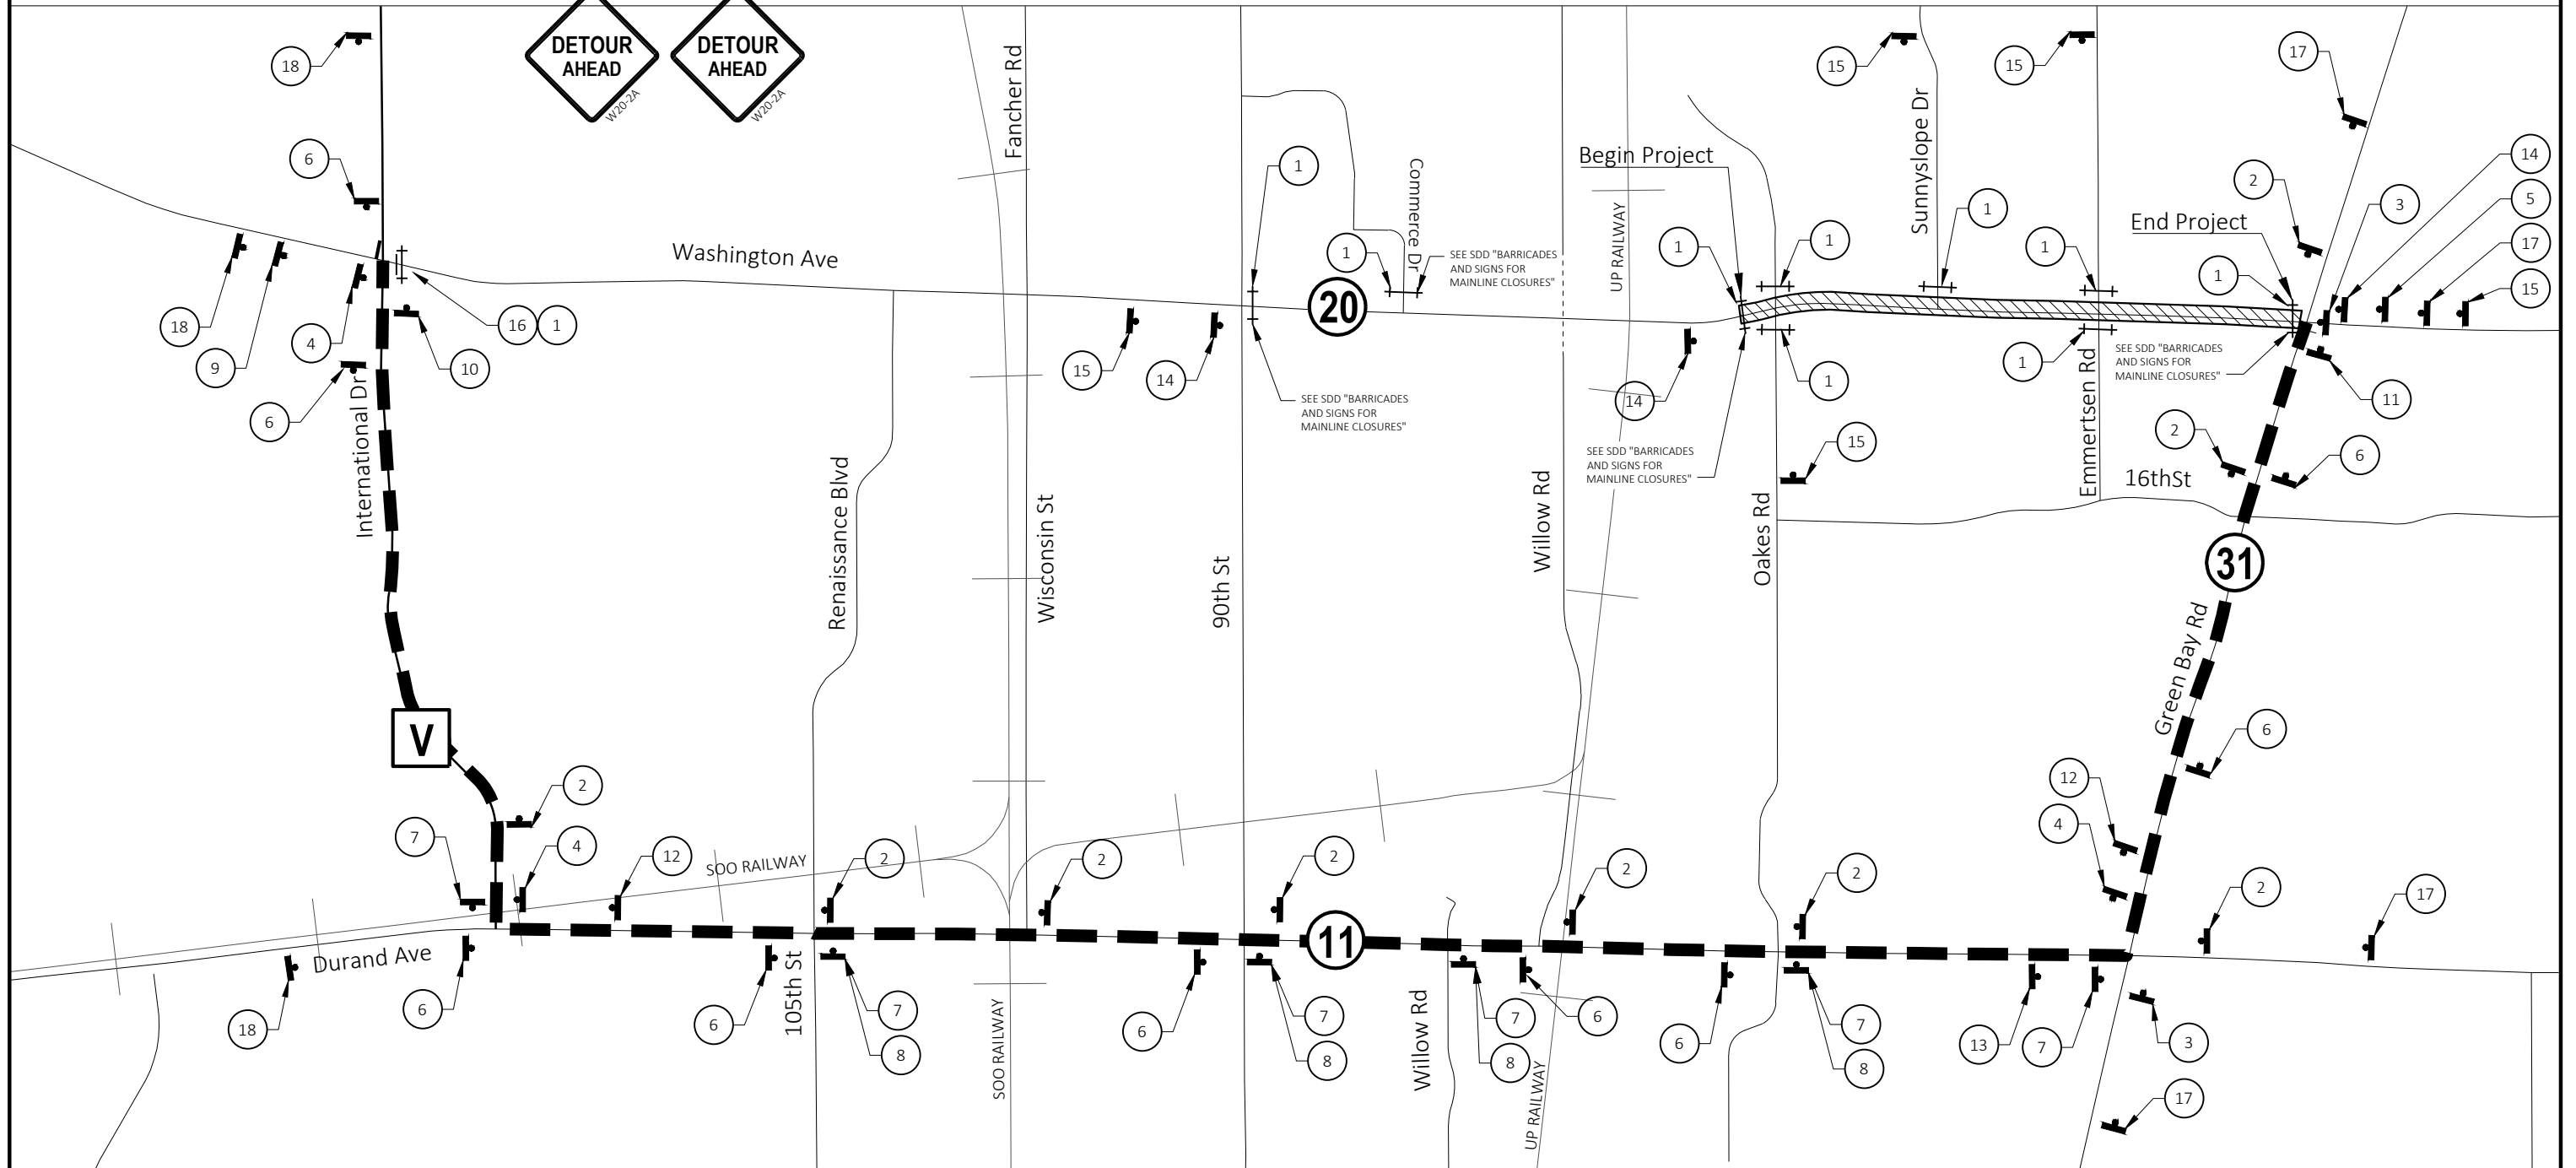 DETOUR
AHEAD
W20-2A
DETOUR
AHEAD
W20-2A
Fancher Rd
18
15
15
17
6
1
Begin Project
Commerce Dr
UP RAILWAY
Sunnyslope Dr
14
2
5
3
1
End Project
17
1
1
1
1
1
15
18
9
4
16
1
10
6
International Dr
Washington Ave
15
14
20
SEE SDD "BARRICADES
AND SIGNS FOR
MAINLINE CLOSURES"
SEE SDD "BARRICADES
AND SIGNS FOR
MAINLINE CLOSURES"
14
1
1
SEE SDD "BARRICADES
AND SIGNS FOR
MAINLINE CLOSURES"
SEE SDD "BARRICADES
AND SIGNS FOR
MAINLINE CLOSURES"
11
15
2
6
Emmertsen Rd
16thSt
Renaissance Blvd
Wisconsin St
90th St
Willow Rd
Oakes Rd
31
Green Bay Rd
V
2
7
4
12
SOO RAILWAY
2
2
2
2
2
6
12
4
2
17
Durand Ave
18
6
6
105th St
7
8
SOO RAILWAY
6
11
7
8
Willow Rd
7
8
6
UP RAILWAY
6
7
8
13
7
3
17